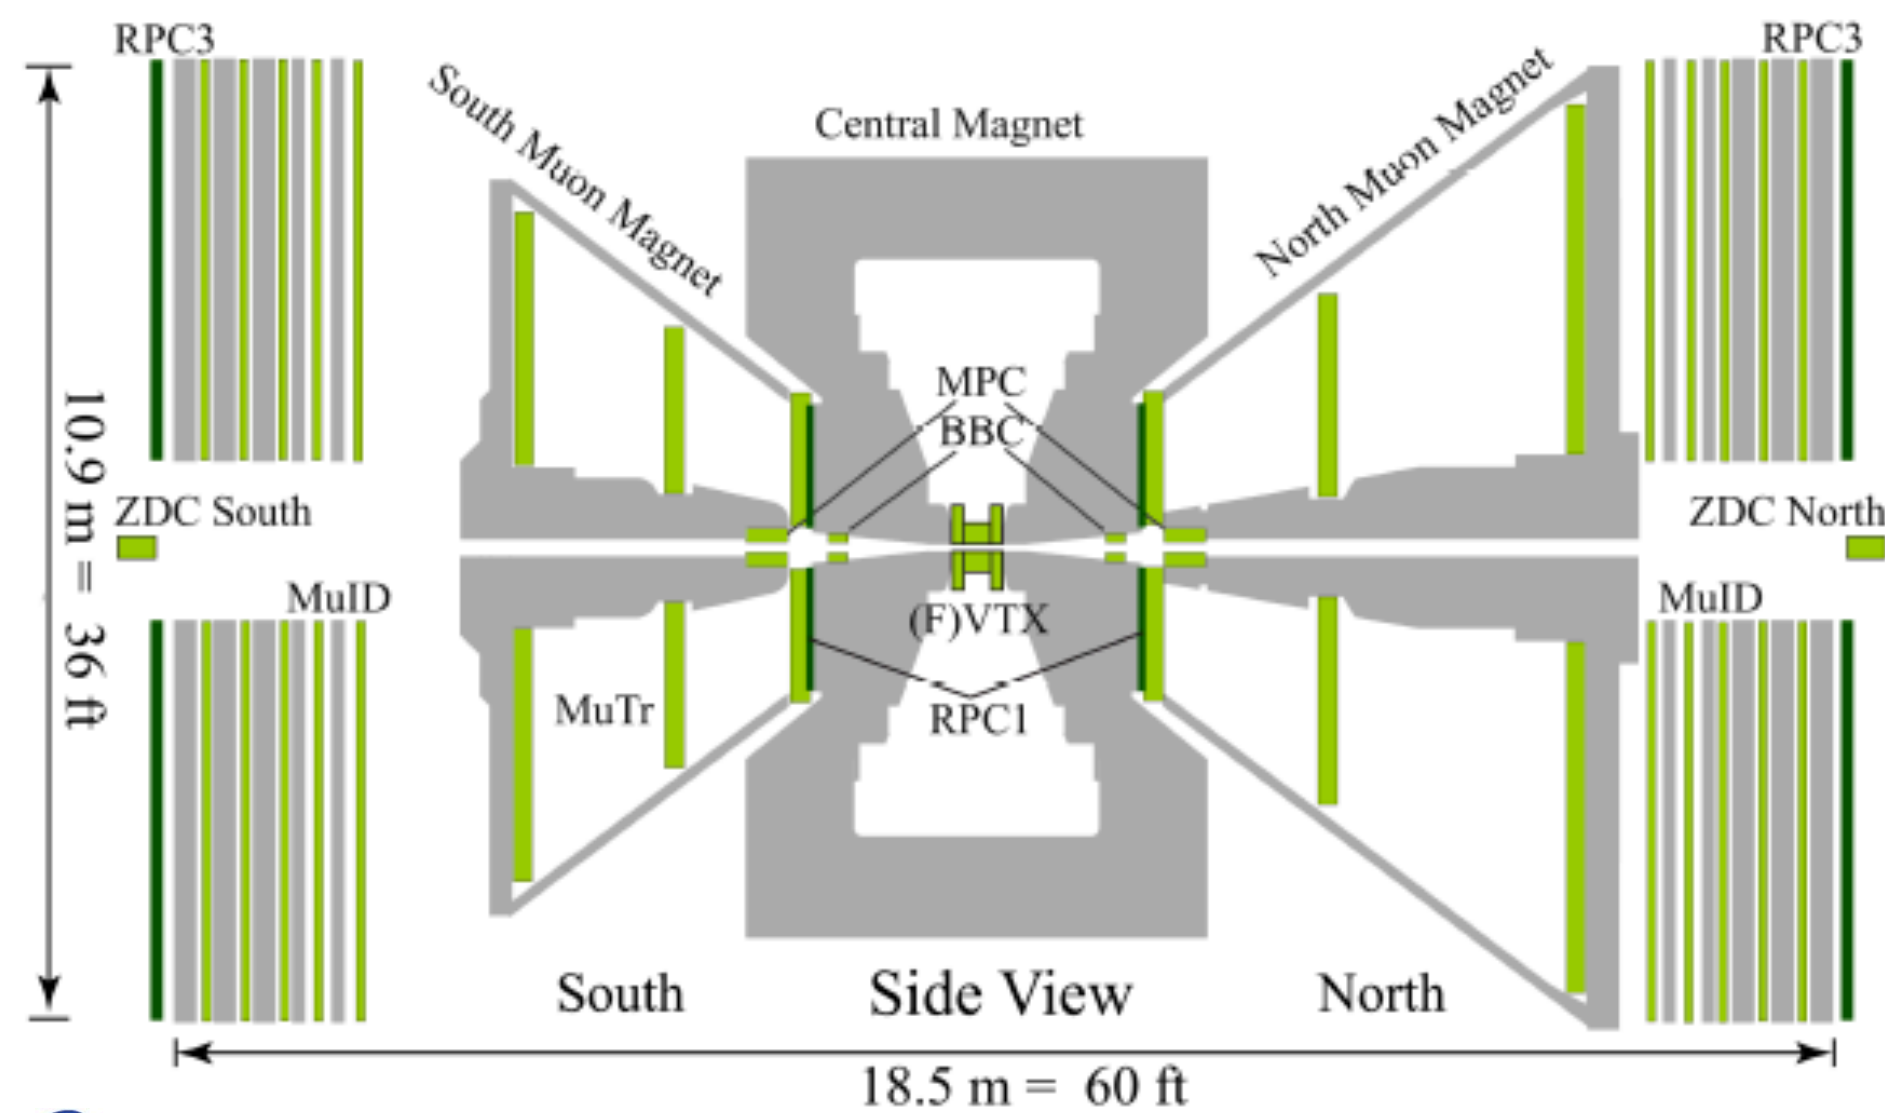 RPC3
RPC3
South Muon Magnet
Central Magnet
North Muon Magnet
MPC
BBC
10.9 m = 36 ft
ZDC South
ZDC North
MuID
(F)VTX
MuID
MuTr
RPC1
South
Side View
North
18.5 m = 60 ft